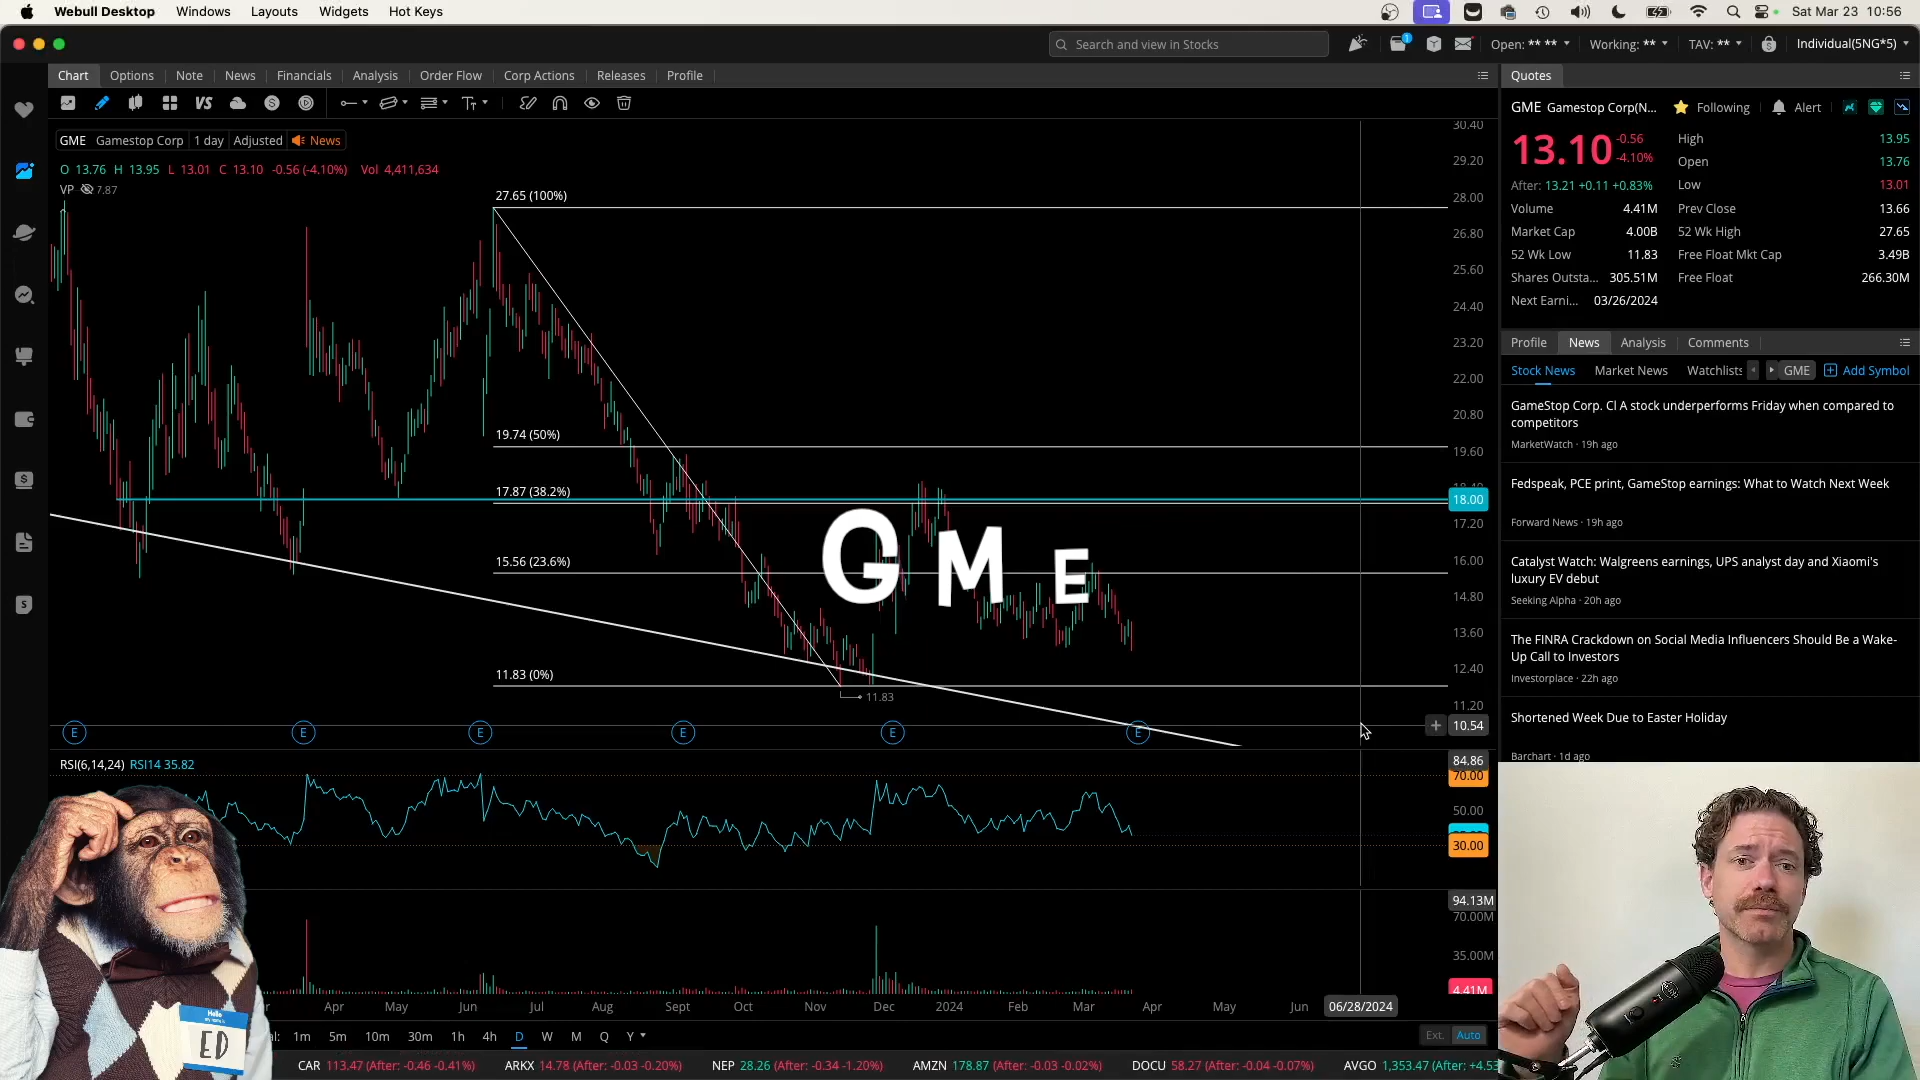 Webull Desktop Windows Layouts Widgets Hot Keys
Sat Mar 23 10:56
Search and view in Stocks
1
Open: ** ** Working: ** TAV: ** Individual(5NG*5)
Chart Options Note News Financials Analysis Order Flow Corp Actions Releases Profile
VS
GME Gamestop Corp 1 day Adjusted News
O 13.76 H 13.95 L 13.01 C 13.10 -0.56 (-4.10%) Vol 4,411,634
VP 7.87
27.65 (100%)
19.74 (50%)
17.87 (38.2%)
15.56 (23.6%)
11.83 (0%)
11.83
GME
30.40
29.20
28.00
26.80
25.60
24.40
23.20
22.00
20.80
19.60
18.00
17.20
16.00
14.80
13.60
12.40
11.20
10.54
E E E E E E
RSI(6,14,24) RSI14 35.82
84.86
70.00
50.00
30.00
94.13M
70.00M
35.00M
4.41M
Apr May Jun Jul Aug Sept Oct Nov Dec 2024 Feb Mar Apr May Jun 06/28/2024
1m 5m 10m 30m 1h 4h D W M Q Y Ext. Auto
CAR 113.47 (After: -0.46 -0.41%) ARKX 14.78 (After: -0.03 -0.20%) NEP 28.26 (After: -0.34 -1.20%) AMZN 178.87 (After: -0.03 -0.02%) DOCU 58.27 (After: -0.04 -0.07%) AVGO 1,353.47 (After: +4.53
Hello
ED
Quotes
GME Gamestop Corp(N... Following Alert
13.10 -0.56
-4.10%
After: 13.21 +0.11 +0.83%
High 13.95
Open 13.76
Low 13.01
Volume 4.41M Prev Close 13.66
Market Cap 4.00B 52 Wk High 27.65
52 Wk Low 11.83 Free Float Mkt Cap 3.49B
Shares Outsta... 305.51M Free Float 266.30M
Next Earni... 03/26/2024
Profile News Analysis Comments
Stock News Market News Watchlists GME Add Symbol
GameStop Corp. Cl A stock underperforms Friday when compared to
competitors
MarketWatch · 19h ago
Fedspeak, PCE print, GameStop earnings: What to Watch Next Week
Forward News · 19h ago
Catalyst Watch: Walgreens earnings, UPS analyst day and Xiaomi's
luxury EV debut
Seeking Alpha · 20h ago
The FINRA Crackdown on Social Media Influencers Should Be a Wake-
Up Call to Investors
Investorplace · 22h ago
Shortened Week Due to Easter Holiday
Barchart · 1d ago